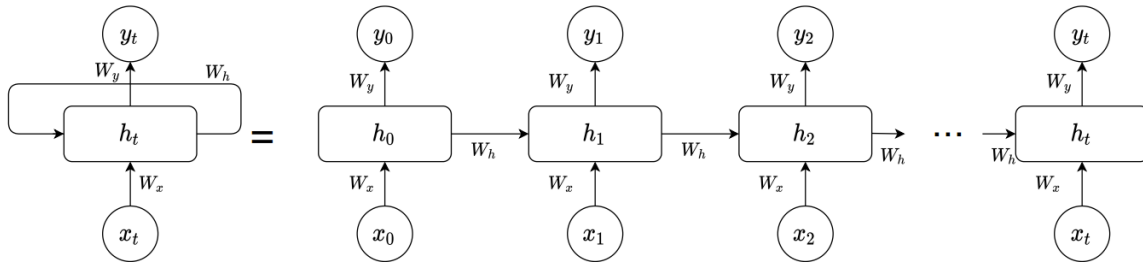 y_t y_0 y_1 y_2 y_t
W_y W_h W_y W_y W_y W_y
h_t = h_0 h_1 h_2 ... h_t
W_h W_h W_h W_h
W_x W_x W_x W_x W_x
x_t x_0 x_1 x_2 x_t